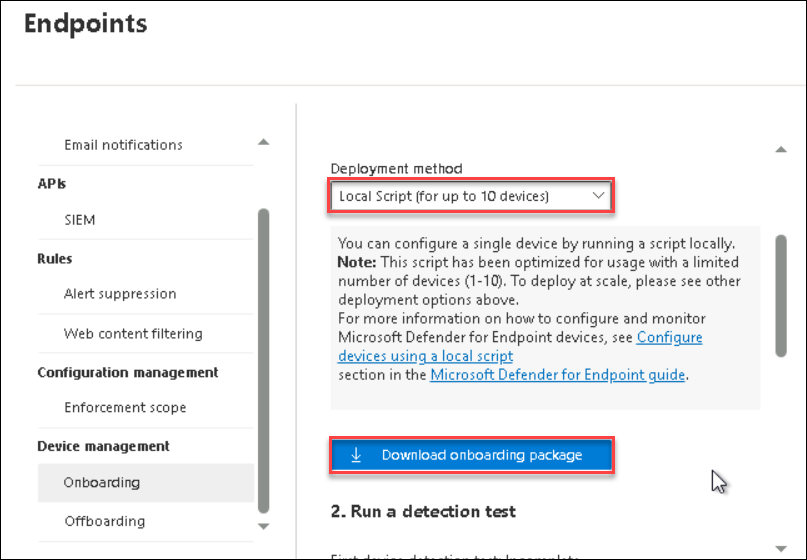 Endpoints
Email notifications
APIs
SIEM
Rules
Alert suppression
Web content filtering
Configuration management
Enforcement scope
Device management
Onboarding
Offboarding
Deployment method
Local Script (for up to 10 devices)
You can configure a single device by running a script locally.
Note: This script has been optimized for usage with a limited
number of devices (1-10). To deploy at scale, please see other
deployment options above.
For more information on how to configure and monitor
Microsoft Defender for Endpoint devices, see Configure
devices using a local script
section in the Microsoft Defender for Endpoint guide.
Download onboarding package
2. Run a detection test
First device detection test: Incomplete